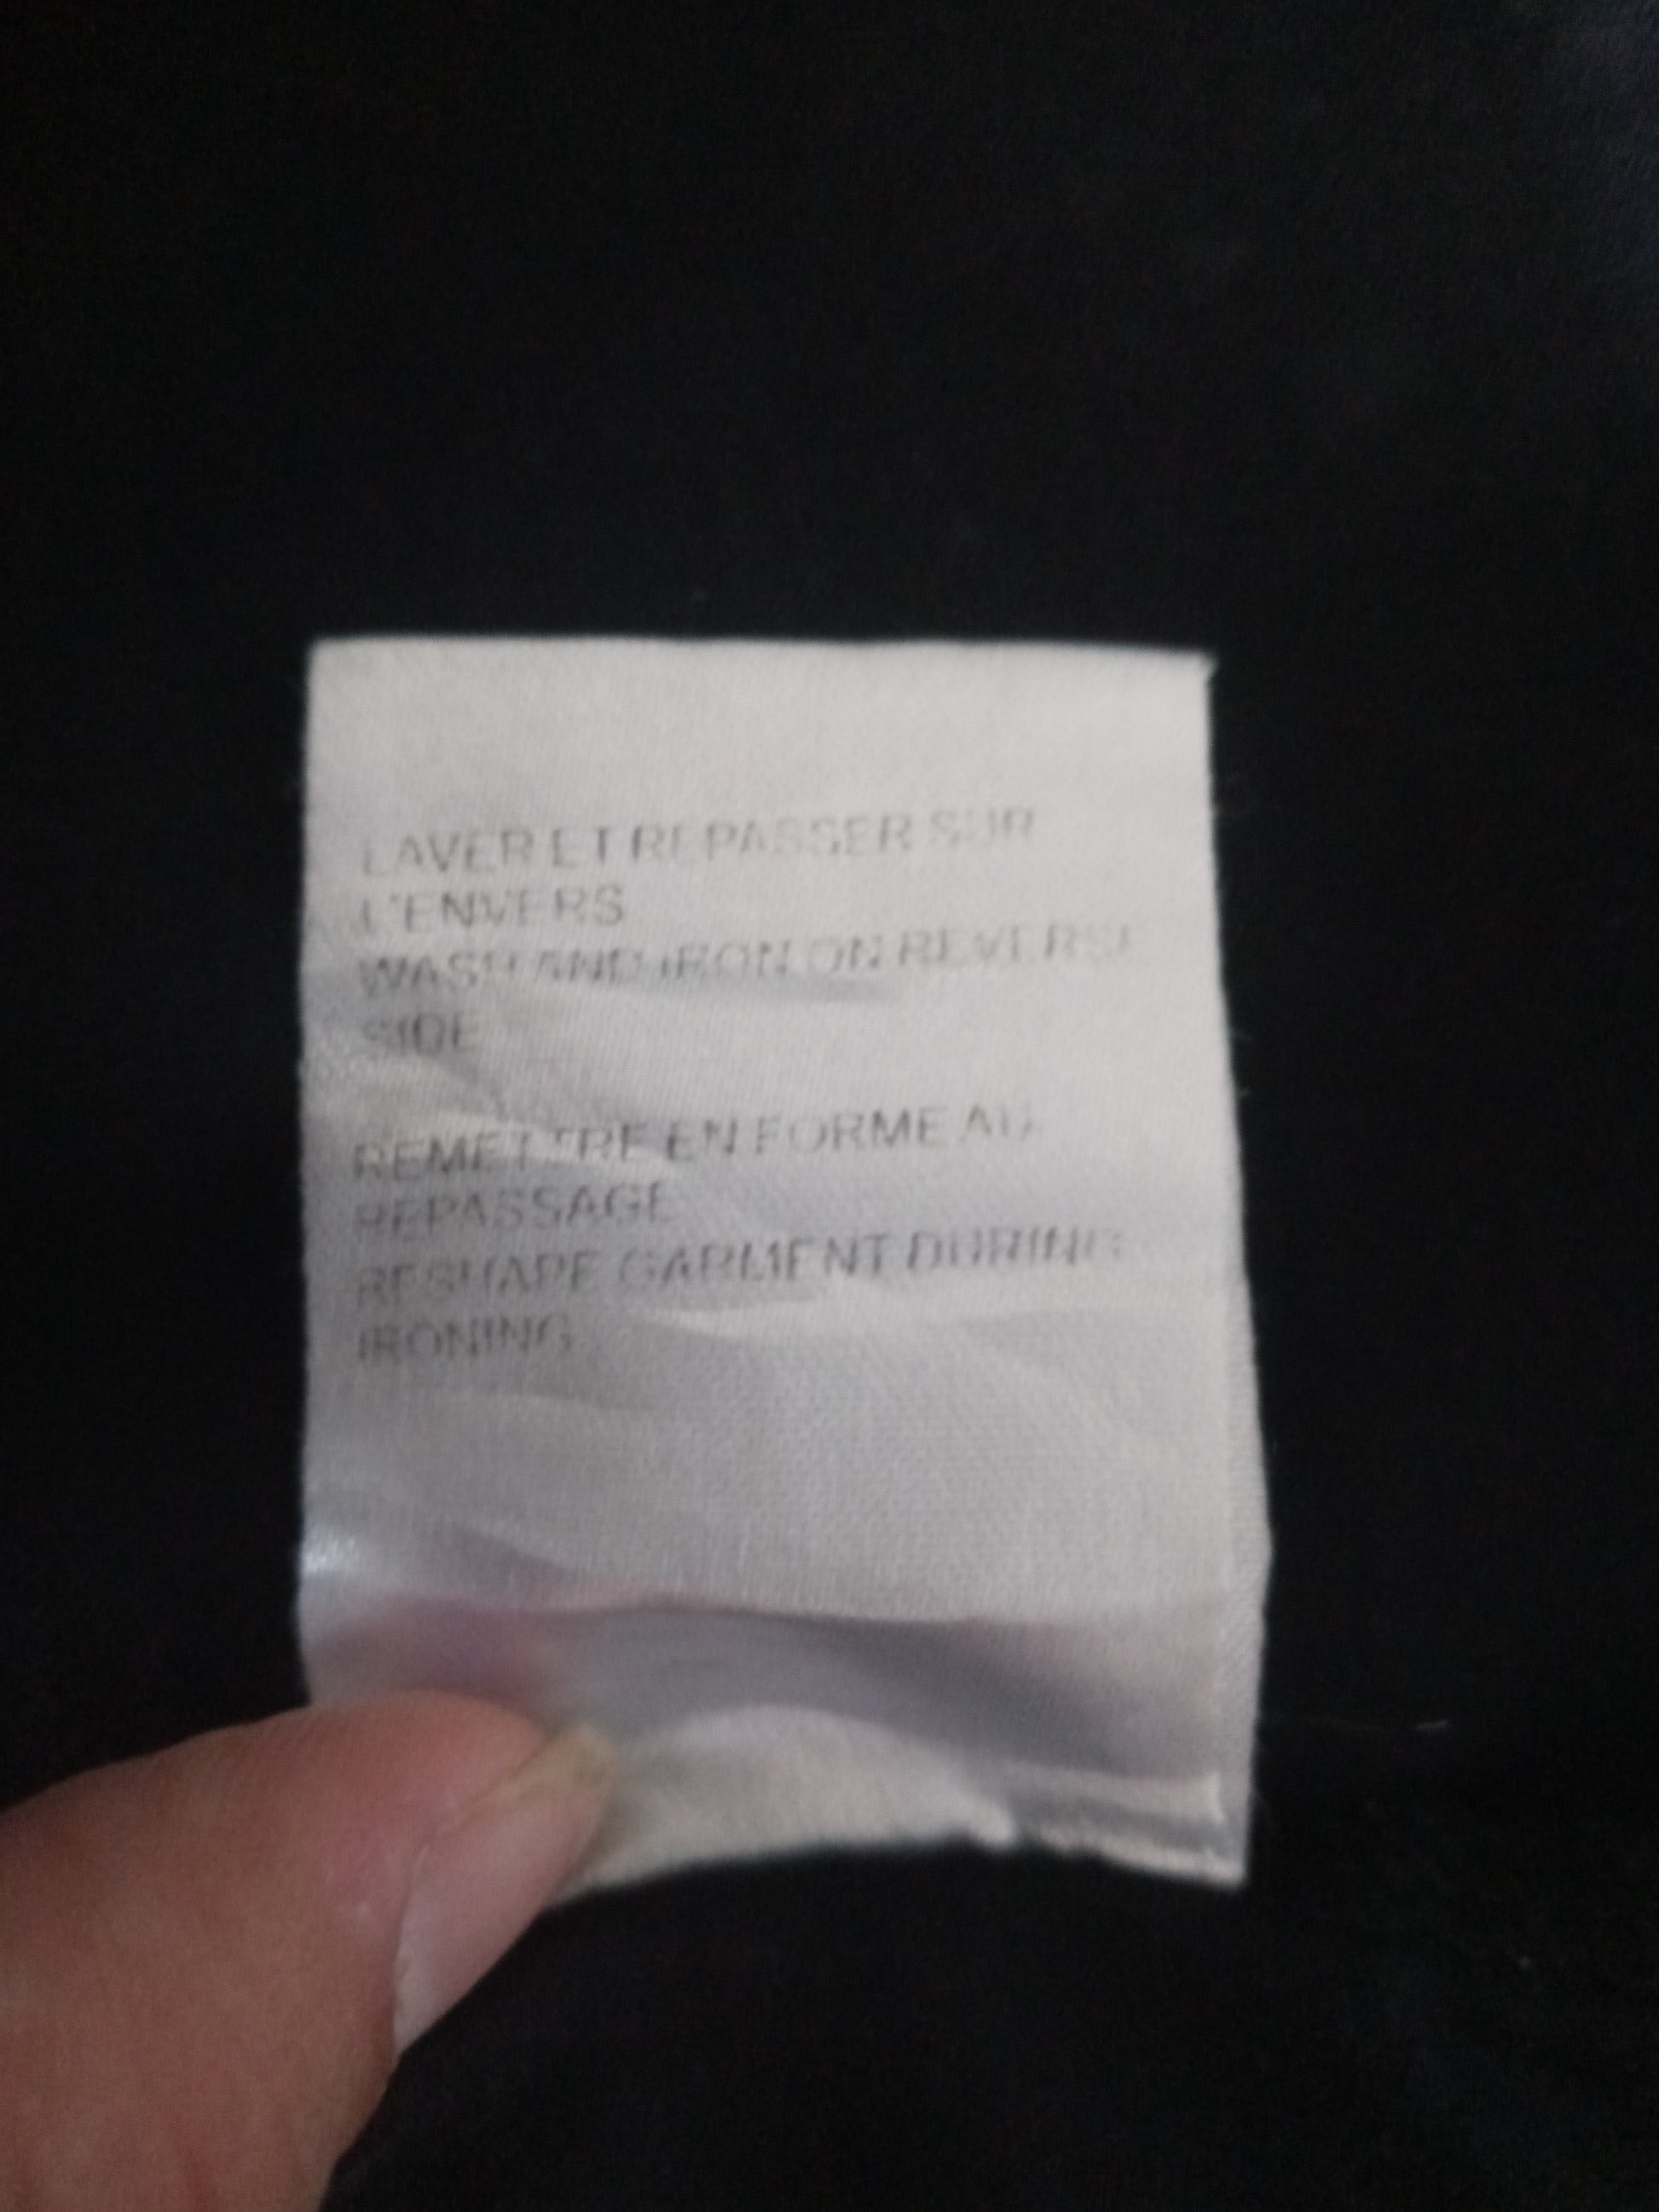 LAVER ET REPASSER SUR
L'ENVERS
WASH AND IRON ON REVERSE
SIDE
REMETTRE EN FORME AU
REPASSAGE
RESHAPE GARMENT DURING
IRONING